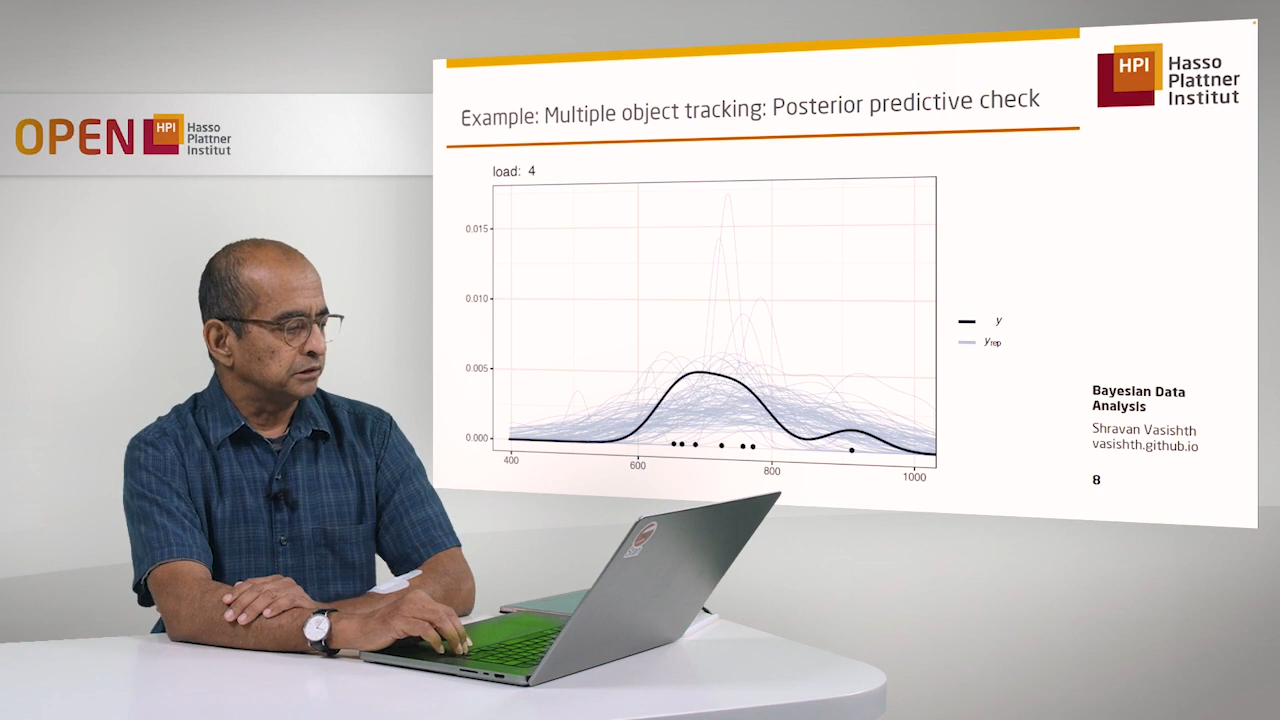 OPEN
HPI
Hasso
Plattner
Institut
Example: Multiple object tracking: Posterior predictive check
HPI
Hasso
Plattner
Institut
load: 4
0.015
0.010
0.005
0.000
400
600
800
1000
y
yrep
Bayesian Data
Analysis
Shravan Vasishth
vasishth.github.io
8